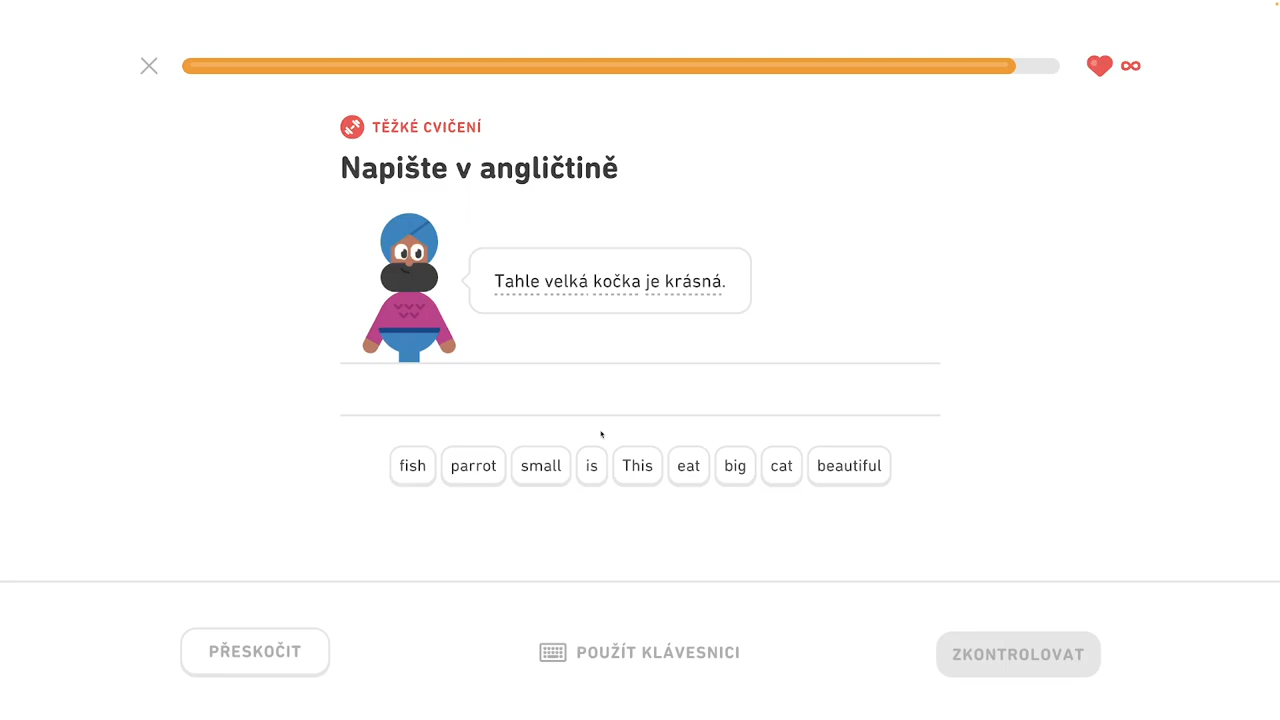 ∞
TĚŽKÉ CVIČENÍ
Napište v angličtině
Tahle velká kočka je krásná.
fish parrot small is This eat big cat beautiful
PŘESKOČIT POUŽÍT KLÁVESNICI ZKONTROLOVAT